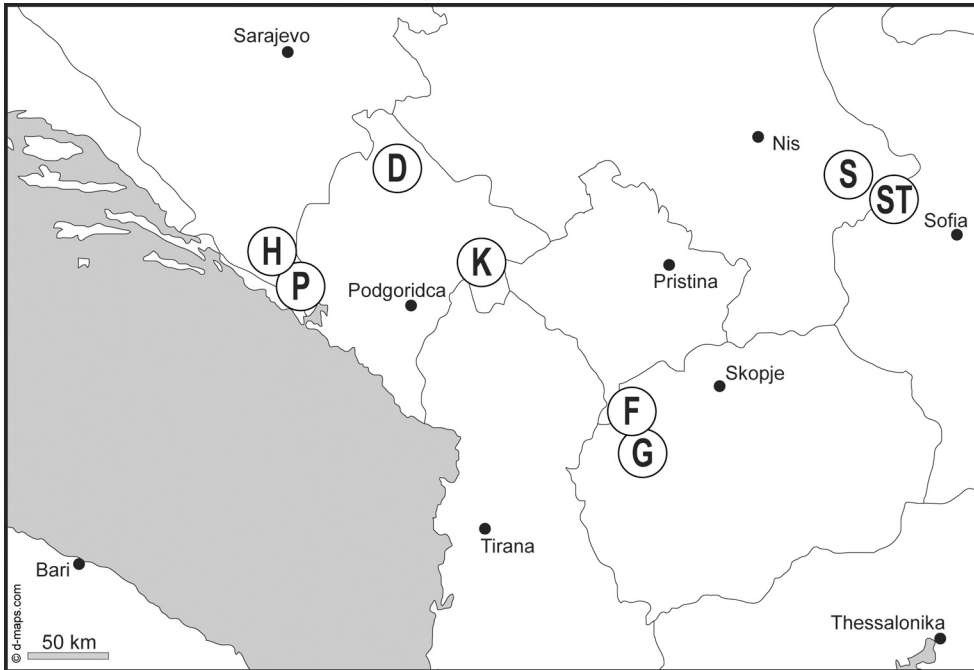 Sarajevo
Nis
D
S
ST
Sofia
H
K
P
Podgoridca
Pristina
Skopje
F
G
Tirana
Bari
Thessalonika
50 km
© d-maps.com